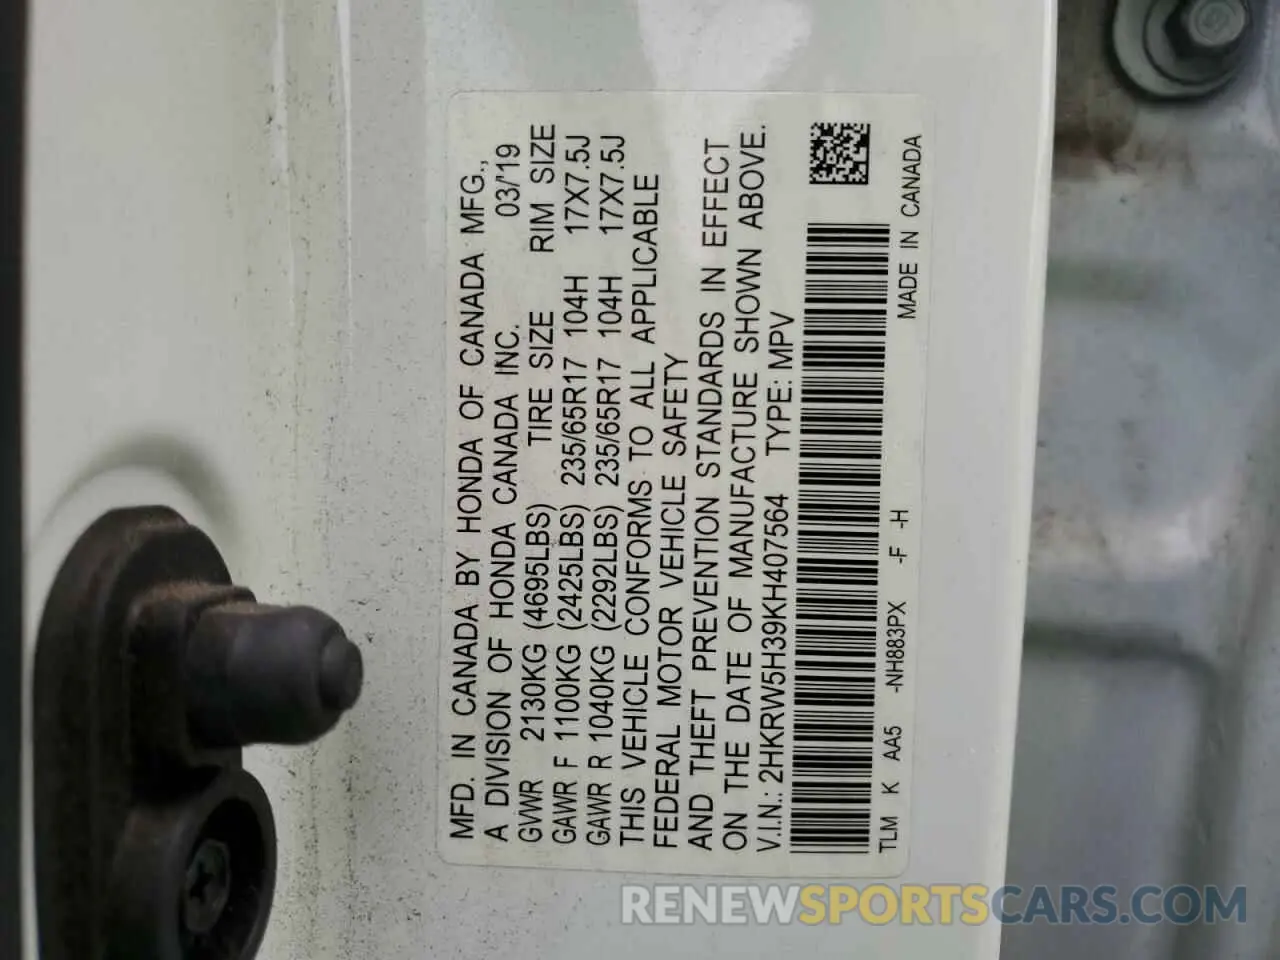 MFD. IN CANADA BY HONDA OF CANADA MFG.,
A DIVISION OF HONDA CANADA INC. 03/'19
GVWR 2130KG (4695LBS) TIRE SIZE RIM SIZE
GAWR F 1100KG (2425LBS) 235/65R17 104H 17X7.5J
GAWR R 1040KG (2292LBS) 235/65R17 104H 17X7.5J
THIS VEHICLE CONFORMS TO ALL APPLICABLE
FEDERAL MOTOR VEHICLE SAFETY
AND THEFT PREVENTION STANDARDS IN EFFECT
ON THE DATE OF MANUFACTURE SHOWN ABOVE.
V.I.N.: 2HKRW5H39KH407564 TYPE: MPV
TLM K AA5 -NH883PX -F -H MADE IN CANADA
RENEWSPORTSCARS.COM